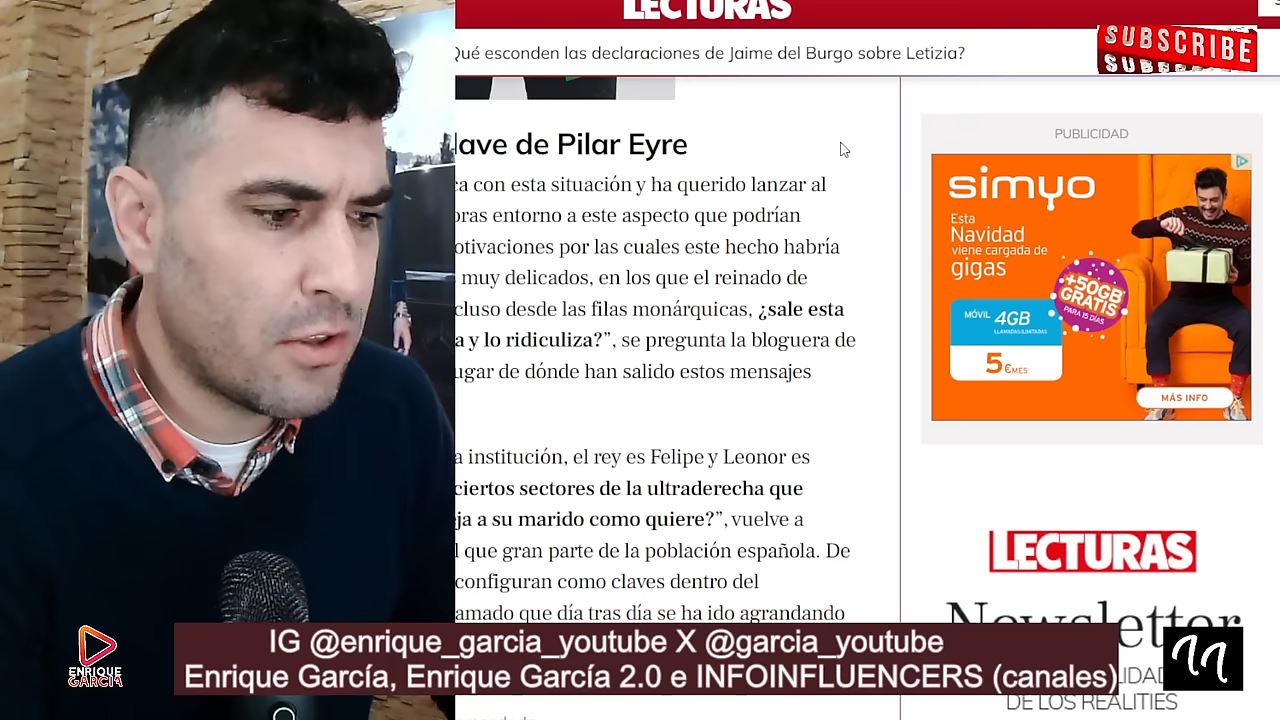 LECTURAS
Qué esconden las declaraciones de Jaime del Burgo sobre Letizia?
SUBSCRIBE
lave de Pilar Eyre
ca con esta situación y ha querido lanzar al
oras entorno a este aspecto que podrían
otivaciones por las cuales este hecho habría
muy delicados, en los que el reinado de
cluso desde las filas monárquicas, ¿sale esta
a y lo ridiculiza?”, se pregunta la bloguera de
ugar de dónde han salido estos mensajes
a institución, el rey es Felipe y Leonor es
ciertos sectores de la ultraderecha que
eja a su marido como quiere?”, vuelve a
l que gran parte de la población española. De
configuran como claves dentro del
amado que día tras día se ha ido agrandando
PUBLICIDAD
simyo
Esta
Navidad
viene cargada de
gigas
+50GB
GRATIS
PARA 15 DÍAS
MÓVIL 4GB
LLAMADAS ILIMITADAS
5 €MES
MÁS INFO
LECTURAS
Newsletter
LIDAD
DE LOS REALITIES
IG @enrique_garcia_youtube X @garcia_youtube
Enrique García, Enrique García 2.0 e INFOINFLUENCERS (canales)
ENRIQUE
GARCÍA